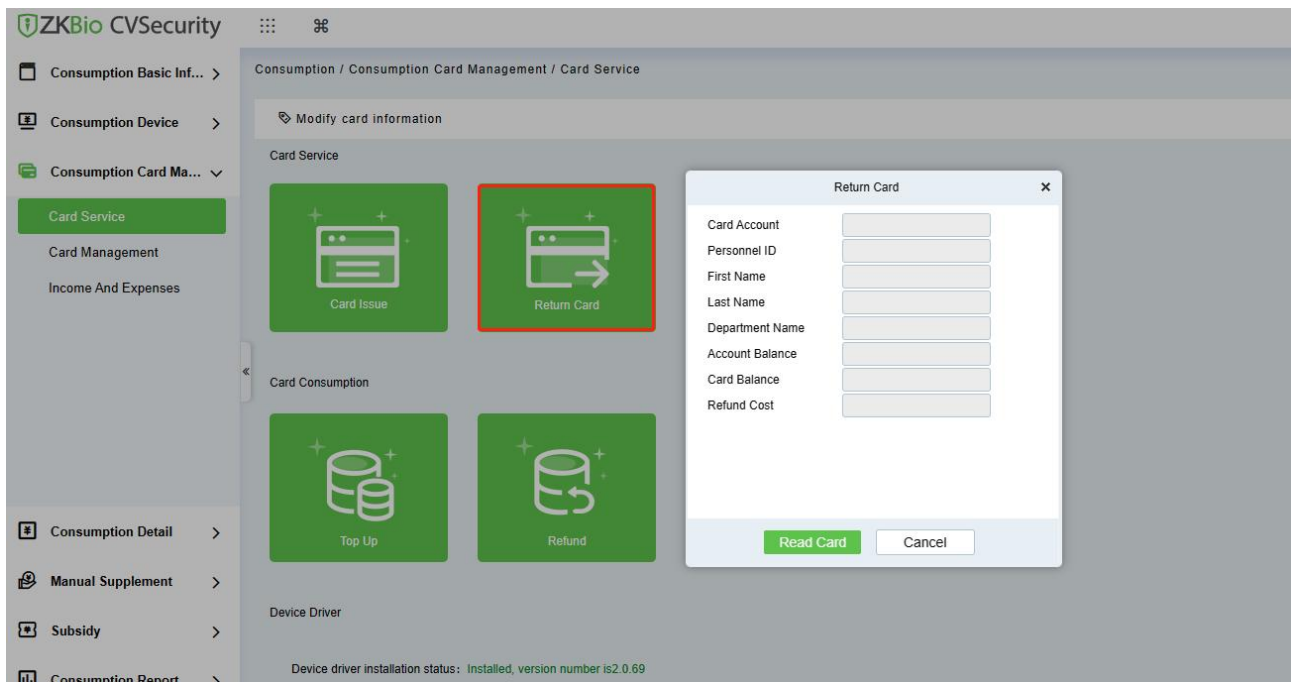 ZKBio CVSecurity
Consumption Basic Inf...
Consumption Device
Consumption Card Ma...
Card Service
Card Management
Income And Expenses
Consumption Detail
Manual Supplement
Subsidy
Consumption Report
Consumption / Consumption Card Management / Card Service
Modify card information
Card Service
Card Issue
Return Card
Card Consumption
Top Up
Refund
Device Driver
Device driver installation status: Installed, version number is2.0.69
Return Card
Card Account
Personnel ID
First Name
Last Name
Department Name
Account Balance
Card Balance
Refund Cost
Read Card
Cancel